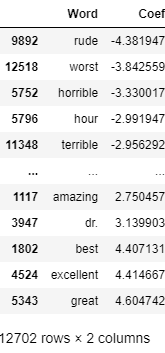 Word Coef
9892 rude -4.381947
12518 worst -3.842559
5752 horrible -3.330017
5796 hour -2.991947
11348 terrible -2.956292
... ... ...
1117 amazing 2.750457
3947 dr. 3.139903
1802 best 4.407131
4524 excellent 4.414667
5343 great 4.604742
12702 rows × 2 columns